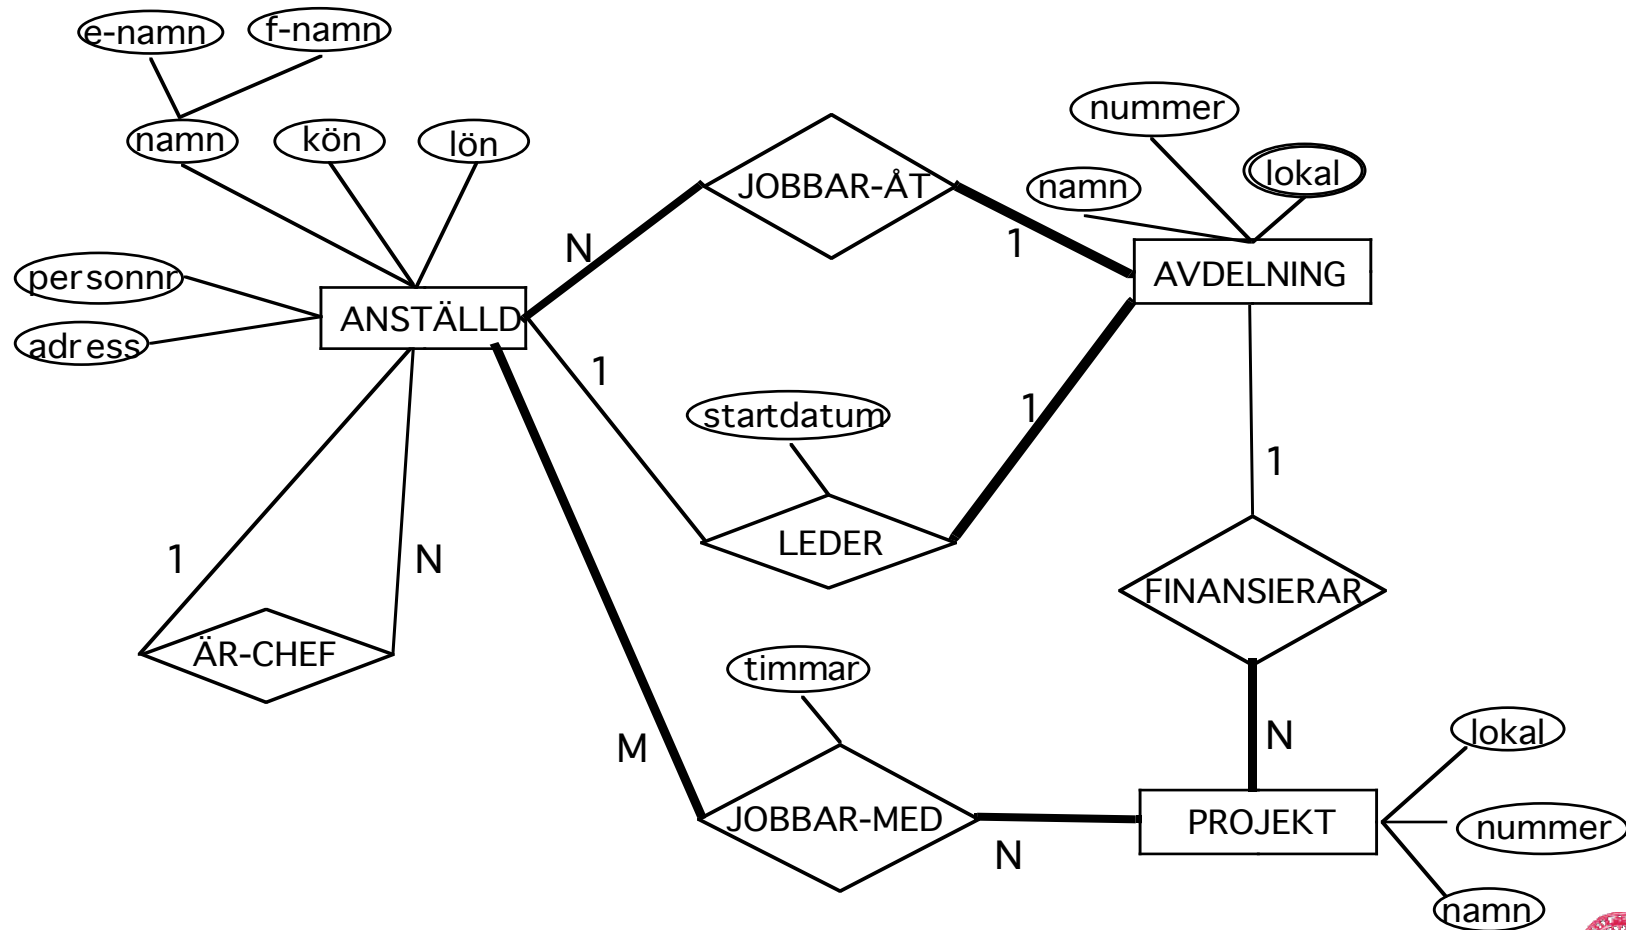 e-namn
f-namn
namn
kön
lön
personnr
adress
ANSTÄLLD
JOBBAR-ÅT
N
1
nummer
namn
lokal
AVDELNING
1
startdatum
1
LEDER
1
FINANSIERAR
N
1
N
ÄR-CHEF
timmar
M
JOBBAR-MED
N
PROJEKT
lokal
nummer
namn